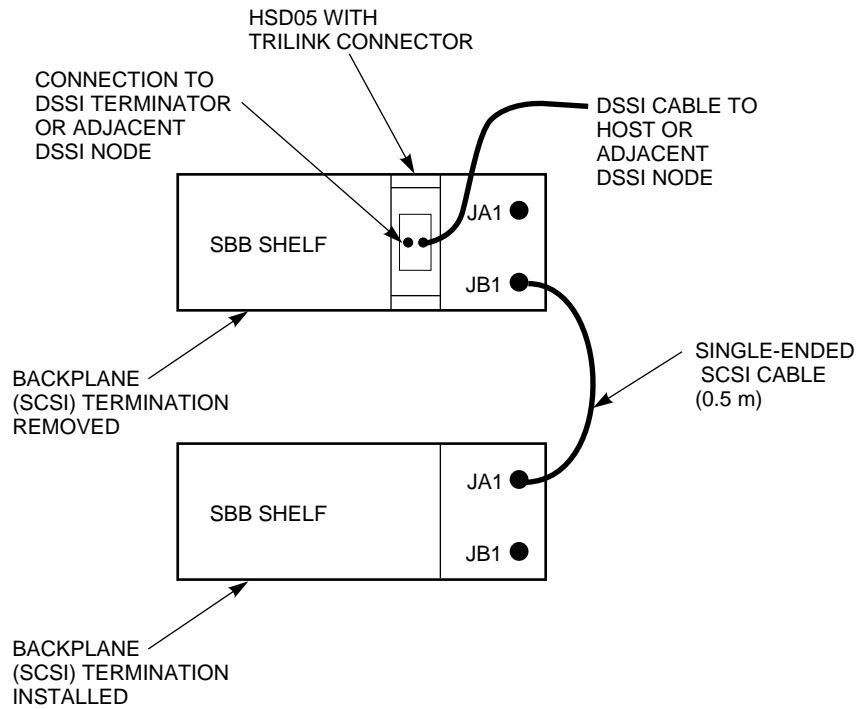 HSD05 WITH
TRILINK CONNECTOR
CONNECTION TO
DSSI TERMINATOR
OR ADJACENT
DSSI NODE
DSSI CABLE TO
HOST OR
ADJACENT
DSSI NODE
JA1
SBB SHELF
JB1
BACKPLANE
(SCSI) TERMINATION
REMOVED
SINGLE-ENDED
SCSI CABLE
(0.5 m)
JA1
SBB SHELF
JB1
BACKPLANE
(SCSI) TERMINATION
INSTALLED